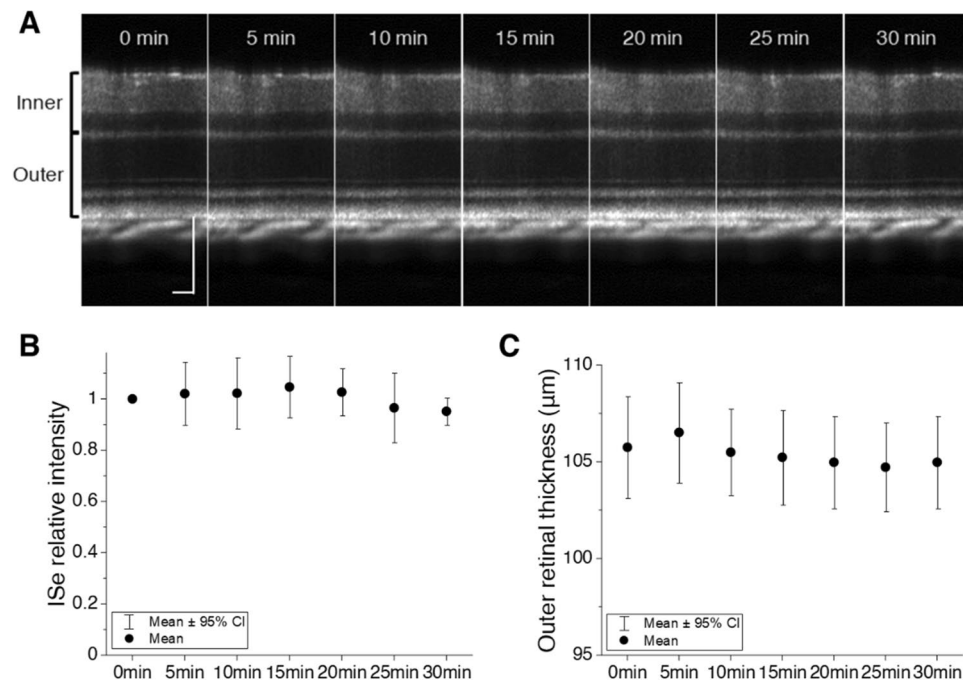 A
0 min 5 min 10 min 15 min 20 min 25 min 30 min
Inner
Outer
B
ISe relative intensity
1
0.8
0.6
0.4
0.2
0
Mean ± 95% CI
Mean
0min 5min 10min 15min 20min 25min 30min
C
Outer retinal thickness (μm)
110
105
100
95
Mean ± 95% CI
Mean
0min 5min 10min 15min 20min 25min 30min